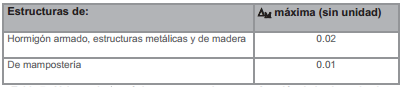 Estructuras de: ΔM máxima (sin unidad)
Hormigón armado, estructuras metálicas y de madera 0.02
De mampostería 0.01